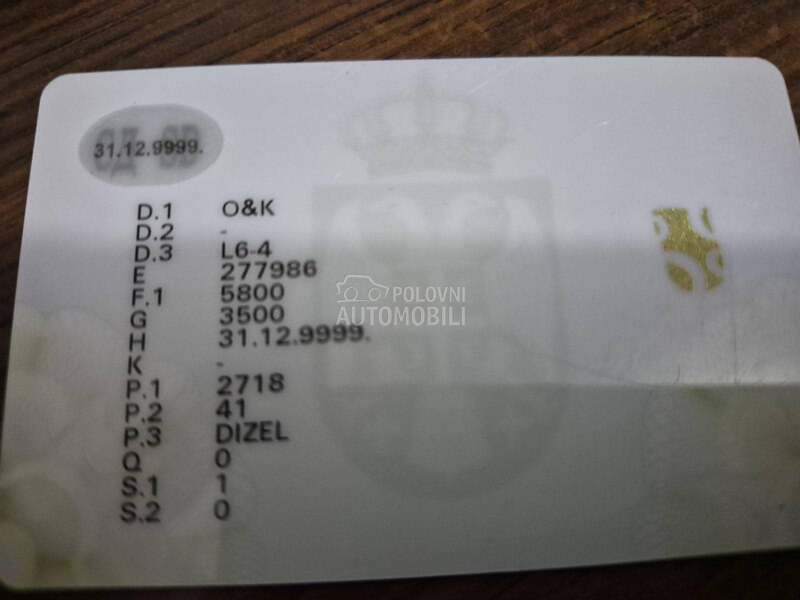 31.12.9999.
D.1 O&K
D.2 -
D.3 L6-4
E 277986
F.1 5800
G 3500
H 31.12.9999.
K -
P.1 2718
P.2 41
P.3 DIZEL
Q 0
S.1 1
S.2 0
POLOVNI
AUTOMOBILI